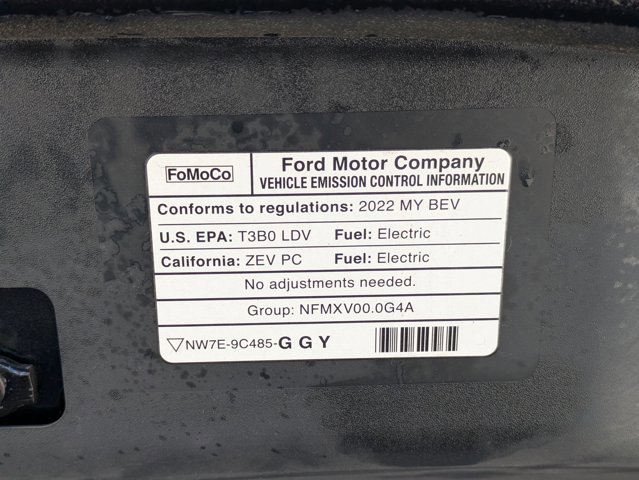 FoMoCo
Ford Motor Company
VEHICLE EMISSION CONTROL INFORMATION
Conforms to regulations: 2022 MY BEV
U.S. EPA: T3B0 LDV Fuel: Electric
California: ZEV PC Fuel: Electric
No adjustments needed.
Group: NFMXV00.0G4A
NW7E-9C485-GGY